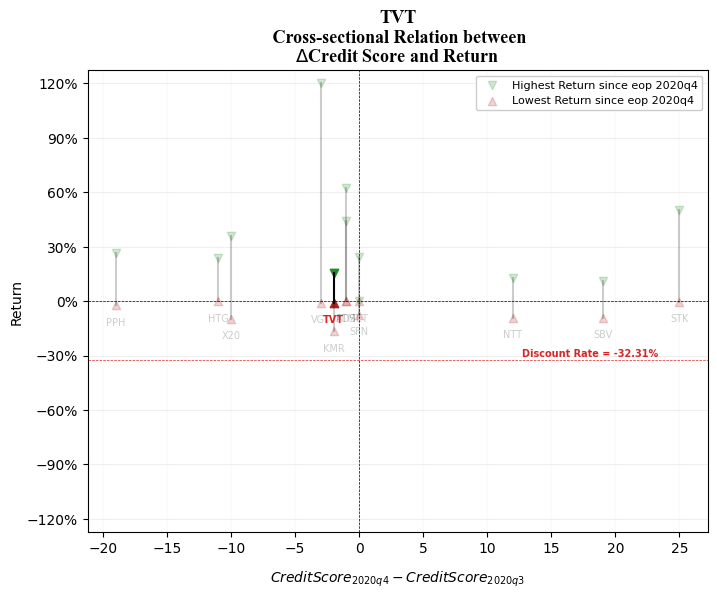 TVT
Cross-sectional Relation between
ΔCredit Score and Return
Highest Return since eop 2020q4
Lowest Return since eop 2020q4
120%
90%
60%
30%
0%
−30%
−60%
−90%
−120%
Return
PPH
HTG
X20
TVT
KMR
SPN
NTT
SBV
STK
Discount Rate = -32.31%
−20
−15
−10
−5
0
5
10
15
20
25
CreditScore2020q4 − CreditScore2020q3